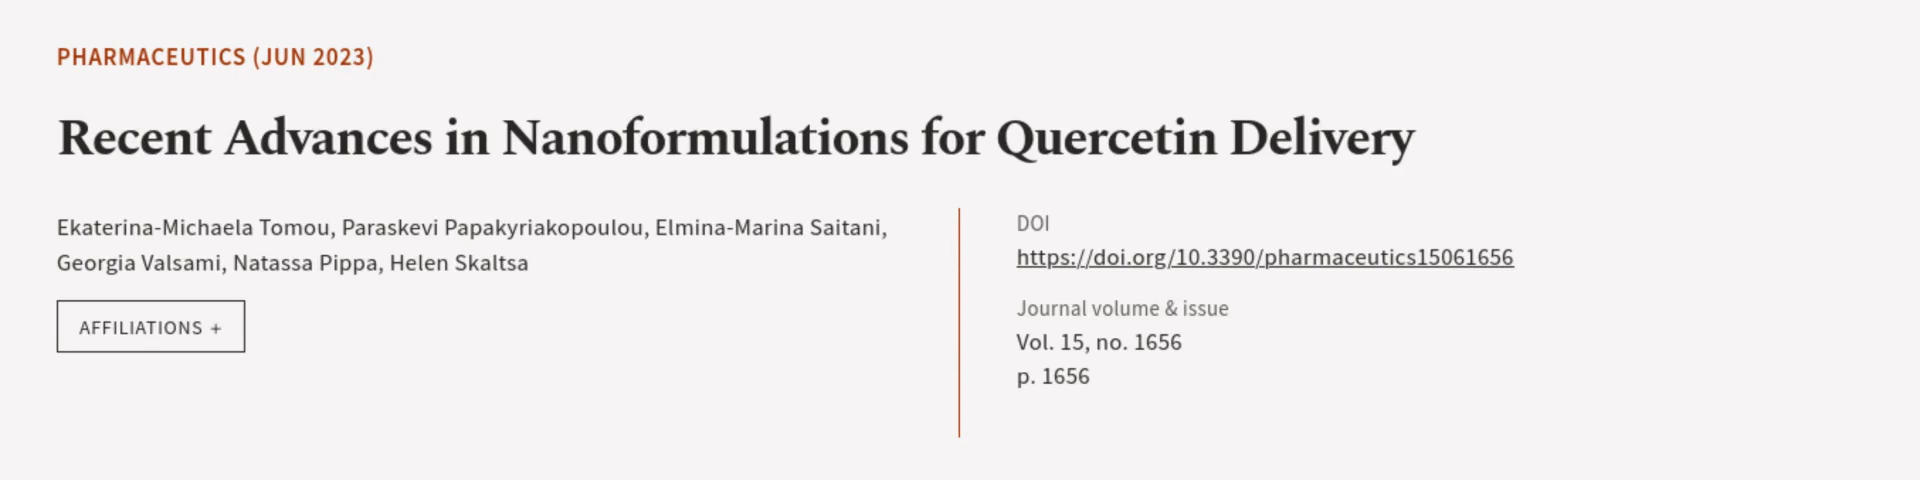 PHARMACEUTICS (JUN 2023)
Recent Advances in Nanoformulations for Quercetin Delivery
Ekaterina-Michaela Tomou, Paraskevi Papakyriakopoulou, Elmina-Marina Saitani,
Georgia Valsami, Natassa Pippa, Helen Skaltsa
AFFILIATIONS +
DOI
https://doi.org/10.3390/pharmaceutics15061656
Journal volume & issue
Vol. 15, no. 1656
p. 1656